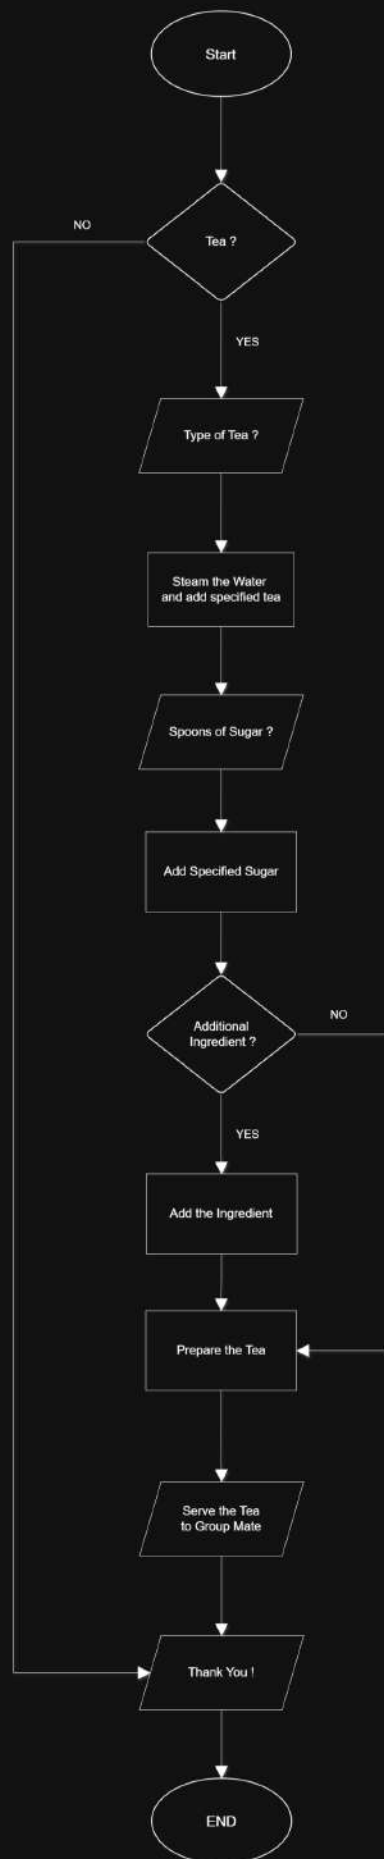 Start
NO
Tea ?
YES
Type of Tea ?
Steam the Water
and add specified tea
Spoons of Sugar ?
Add Specified Sugar
Additional
Ingredient ?
NO
YES
Add the Ingredient
Prepare the Tea
Serve the Tea
to Group Mate
Thank You !
END